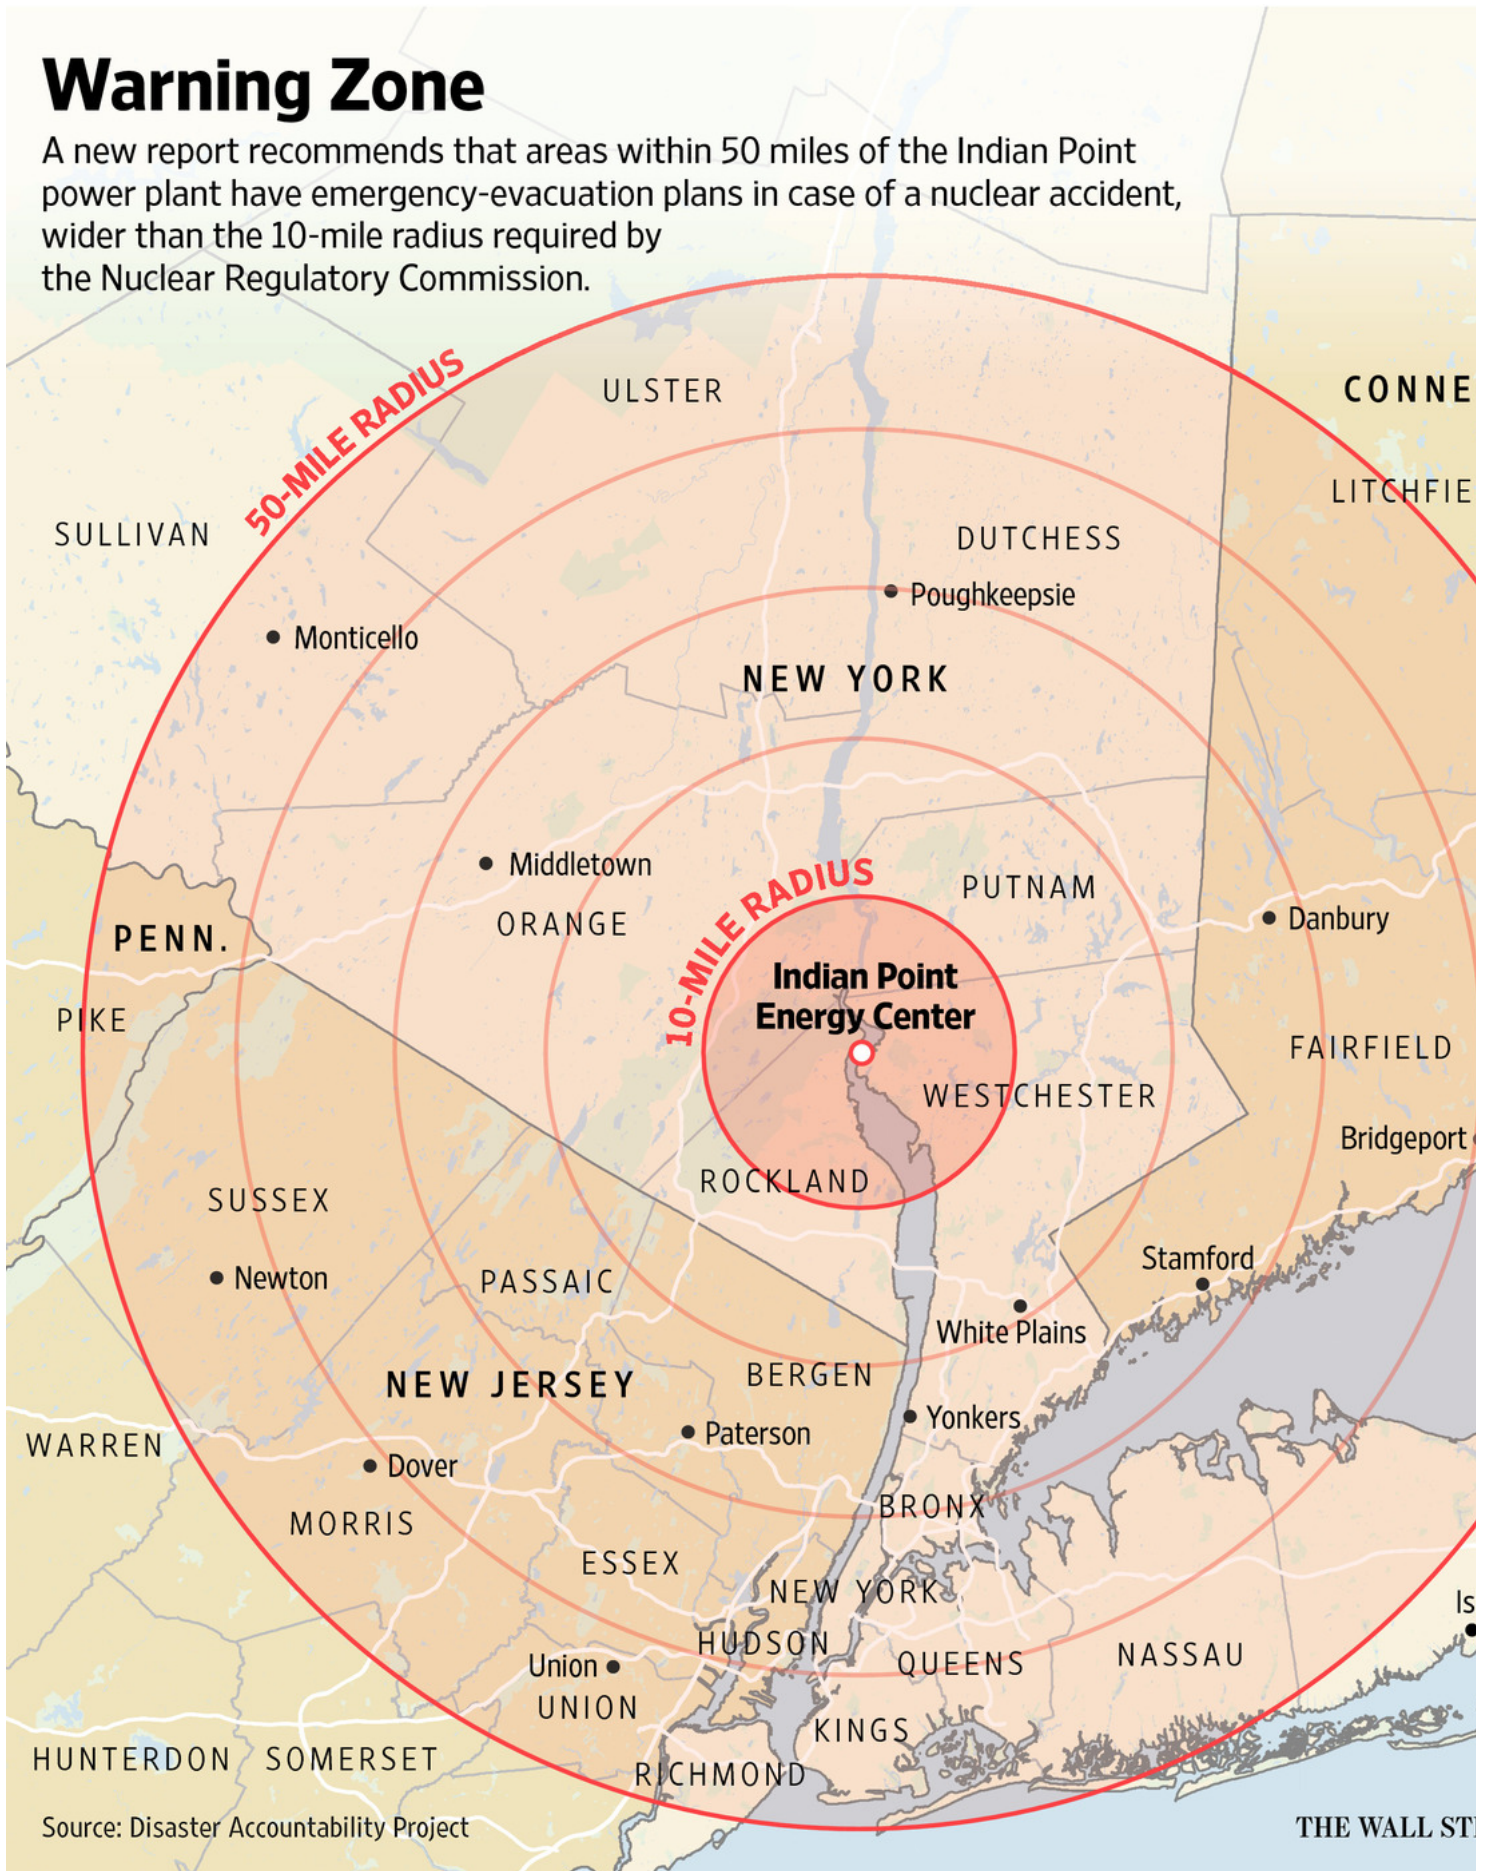 Warning Zone
A new report recommends that areas within 50 miles of the Indian Point
power plant have emergency-evacuation plans in case of a nuclear accident,
wider than the 10-mile radius required by
the Nuclear Regulatory Commission.
50-MILE RADIUS
ULSTER
CONNE
LITCHFIE
SULLIVAN
DUTCHESS
Poughkeepsie
Monticello
NEW YORK
Middletown
10-MILE RADIUS
PUTNAM
ORANGE
Danbury
PENN.
Indian Point
Energy Center
PIKE
FAIRFIELD
WESTCHESTER
Bridgeport
ROCKLAND
SUSSEX
Stamford
Newton
PASSAIC
White Plains
BERGEN
NEW JERSEY
Yonkers
Paterson
WARREN
Dover
BRONX
MORRIS
ESSEX
NEW YORK
Is
HUDSON
NASSAU
QUEENS
Union
UNION
KINGS
HUNTERDON
SOMERSET
RICHMOND
Source: Disaster Accountability Project
THE WALL ST